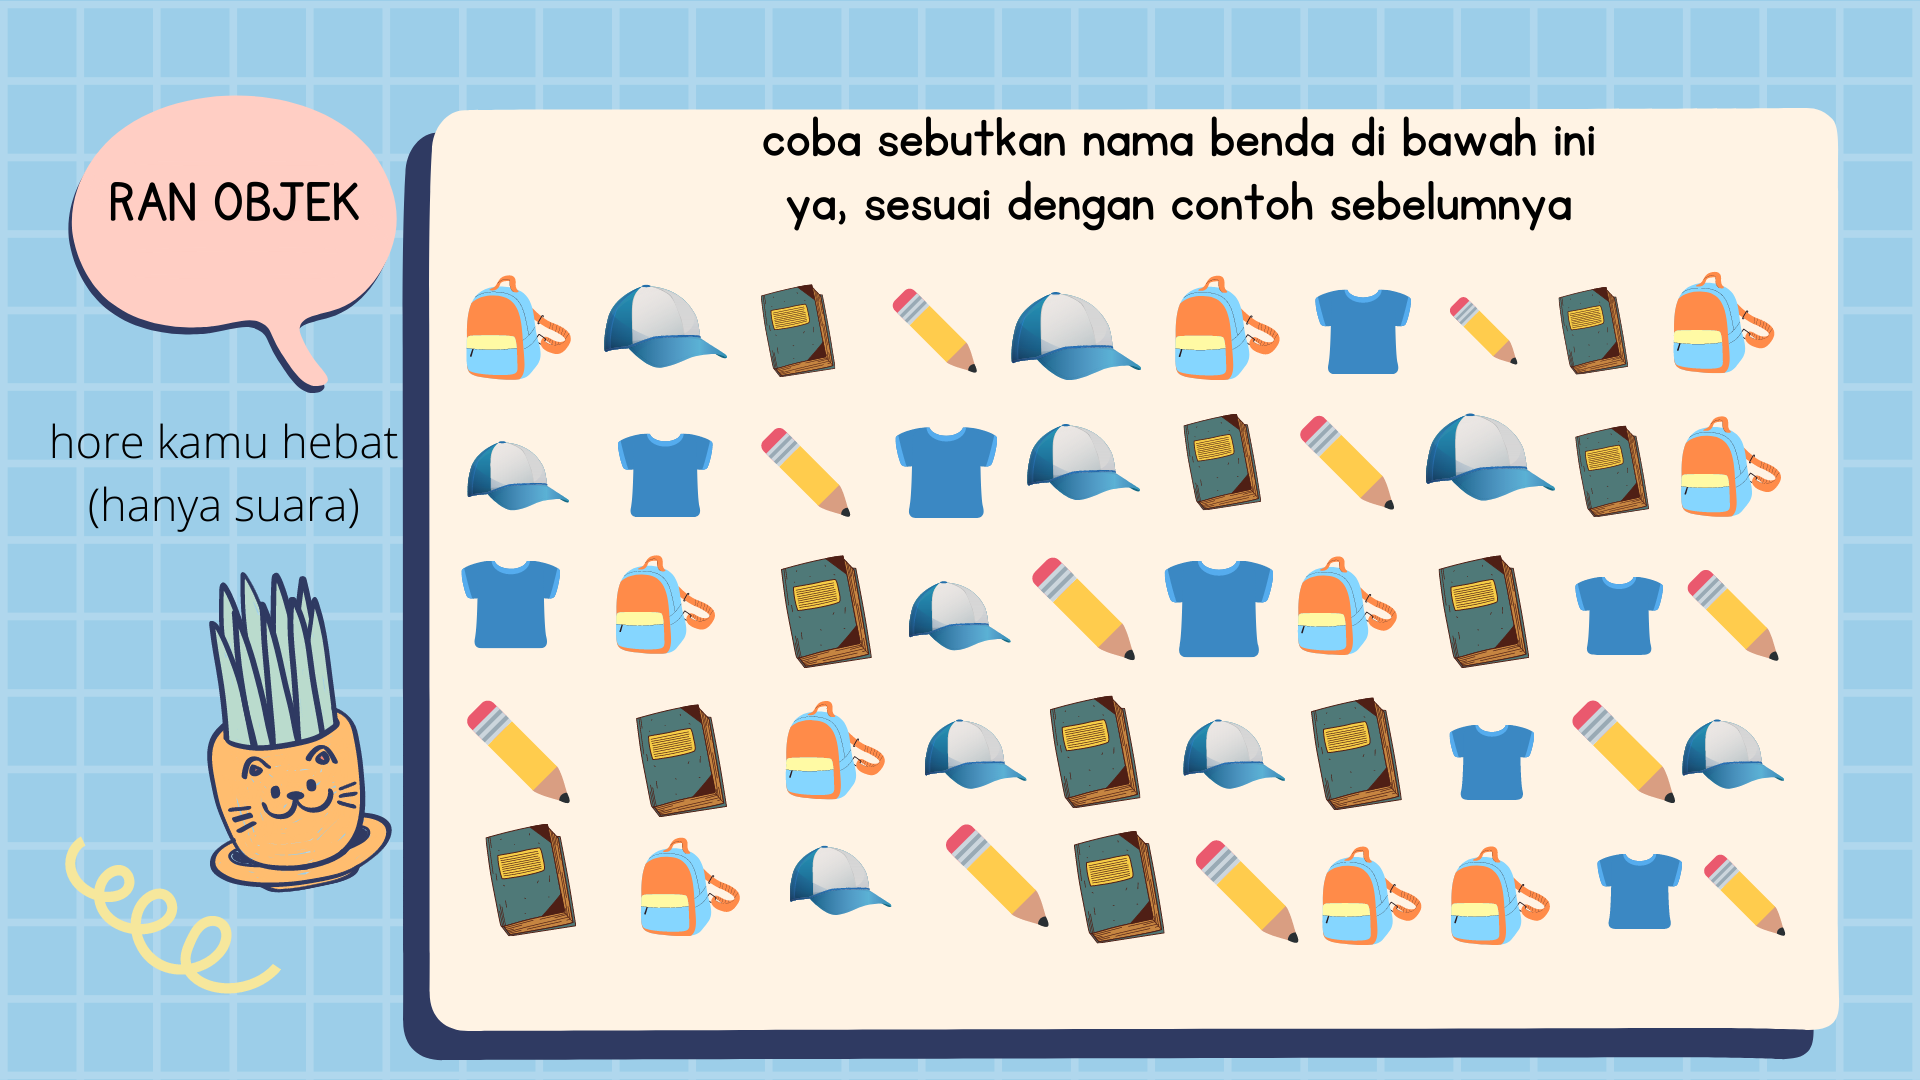 RAN OBJEK
coba sebutkan nama benda di bawah ini
ya, sesuai dengan contoh sebelumnya
hore kamu hebat
(hanya suara)